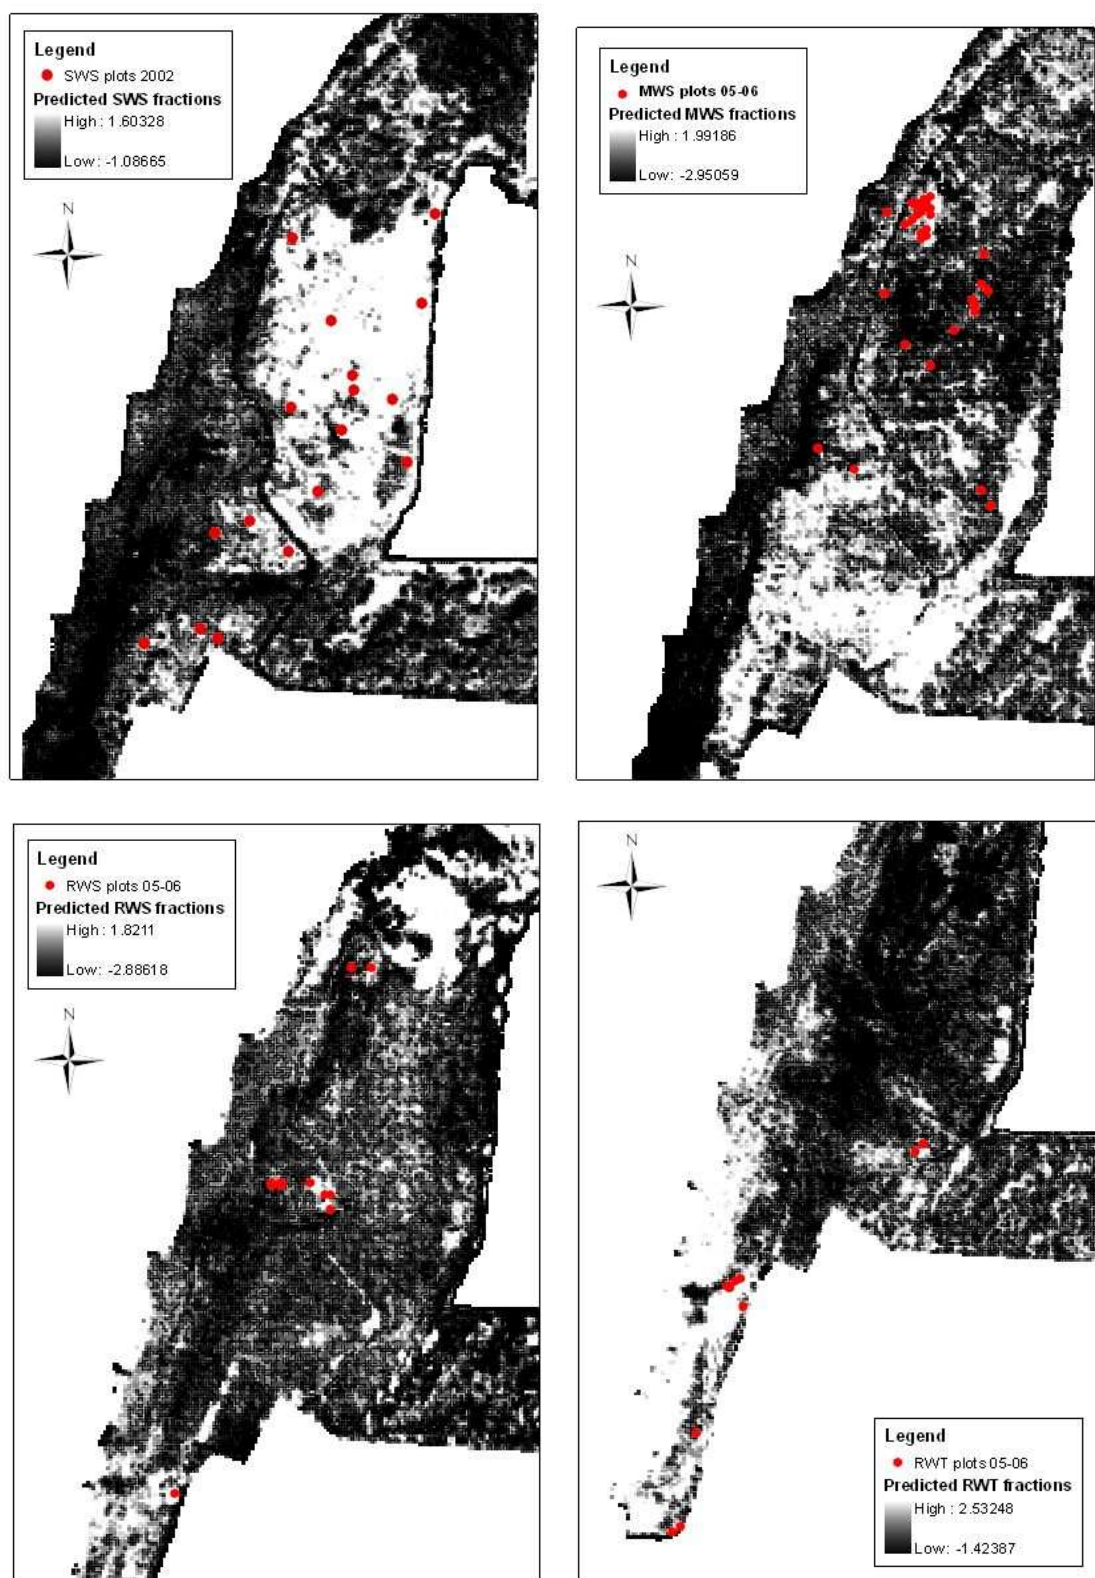 Legend
SWS plots 2002
Predicted SWS fractions
High : 1.60328
Low : -1.08665
N
Legend
MWS plots 05-06
Predicted MWS fractions
High : 1.99186
Low : -2.95059
N
Legend
RWS plots 05-06
Predicted RWS fractions
High : 1.8211
Low : -2.88618
N
N
Legend
RWT plots 05-06
Predicted RWT fractions
High : 2.53248
Low : -1.42387